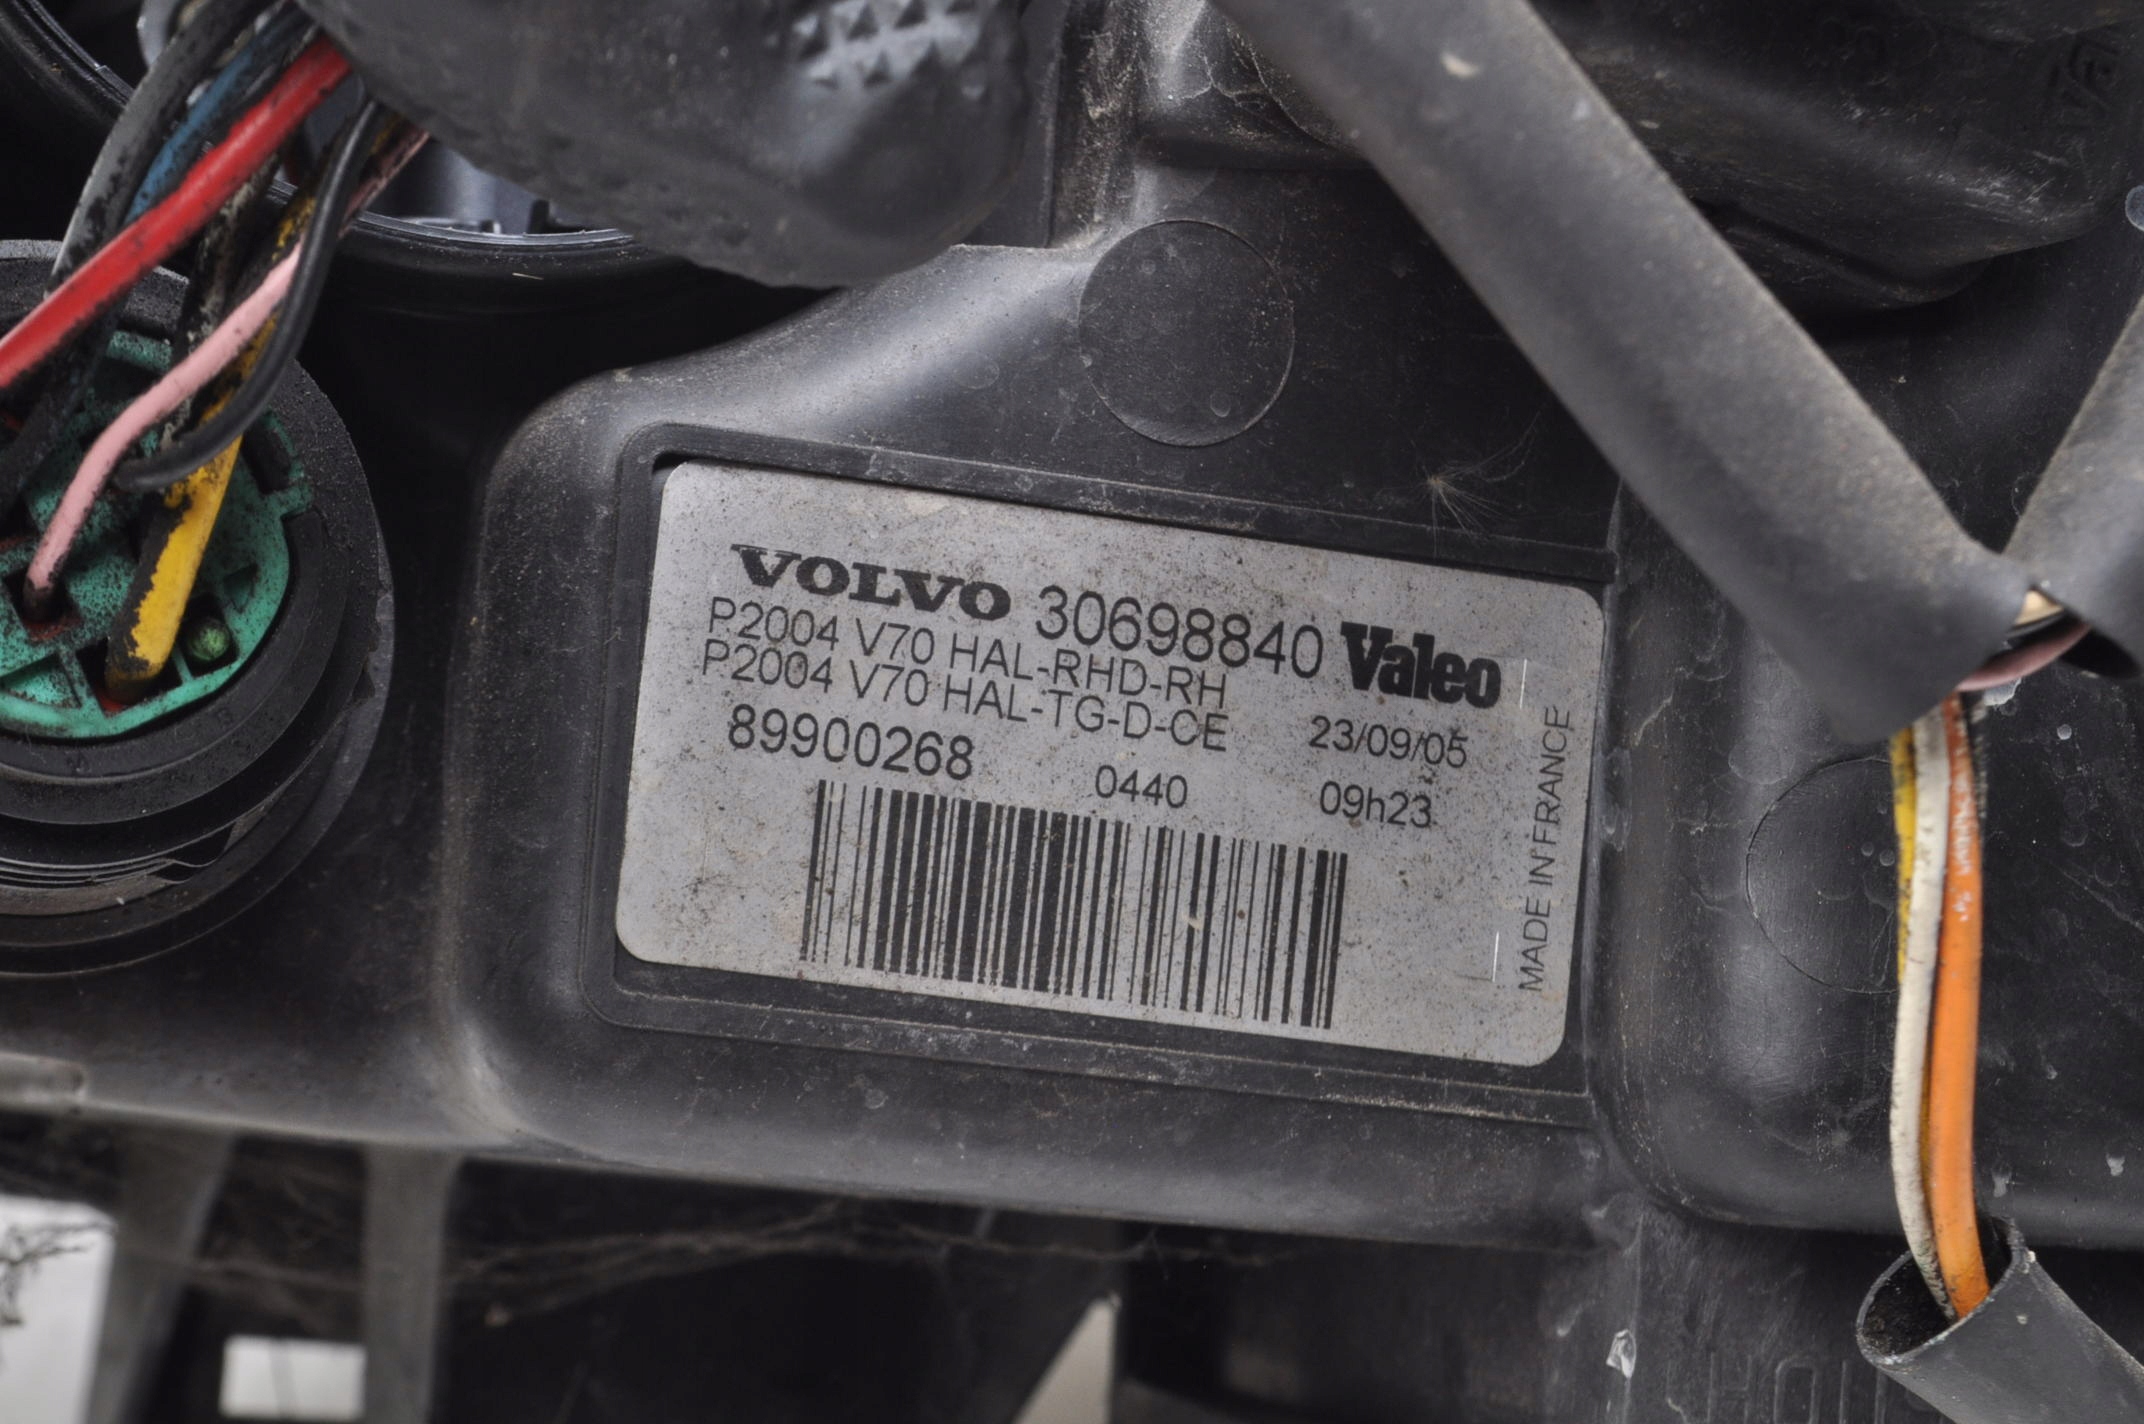 VOLVO 30698840 Valeo
P2004 V70 HAL-RHD-RH
P2004 V70 HAL-TG-D-CE 23/09/05
89900268 0440 09h23
MADE IN FRANCE